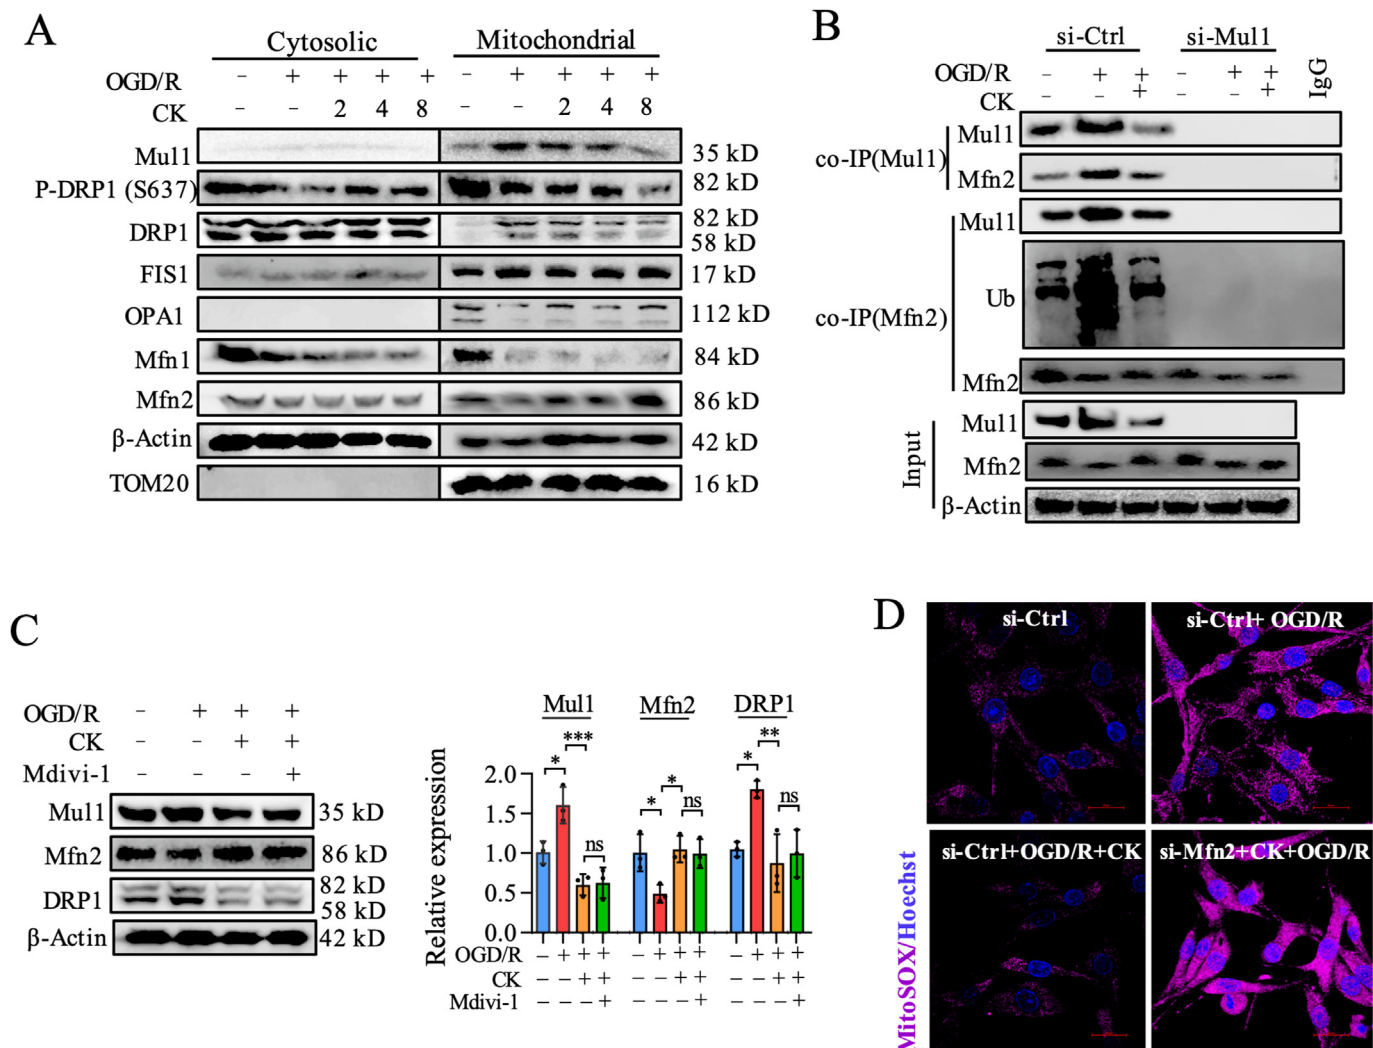 A
Cytosolic Mitochondrial
OGD/R − + + + + − + + + +
CK − − 2 4 8 − − 2 4 8
Mul1 35 kD
P-DRP1 (S637) 82 kD
DRP1 82 kD
58 kD
FIS1 17 kD
OPA1 112 kD
Mfn1 84 kD
Mfn2 86 kD
β-Actin 42 kD
TOM20 16 kD
B
si-Ctrl si-Mul1
OGD/R − + + − + + IgG
CK − − + − − +
co-IP(Mul1) Mul1
Mfn2
co-IP(Mfn2) Mul1
Ub
Mfn2
Input Mul1
Mfn2
β-Actin
C
OGD/R − + + +
CK − − + +
Mdivi-1 − − − +
Mul1 35 kD
Mfn2 86 kD
DRP1 82 kD
58 kD
β-Actin 42 kD
Relative expression
Mul1 Mfn2 DRP1
* *** ns * * ns * ** ns
2.0
1.5
1.0
0.5
0.0
OGD/R − + + + − + + + − + + +
CK − − + + − − + + − − + +
Mdivi-1 − − − + − − − + − − − +
D
MitoSOX/Hoechst
si-Ctrl
si-Ctrl+ OGD/R
si-Ctrl+OGD/R+CK
si-Mfn2+CK+OGD/R